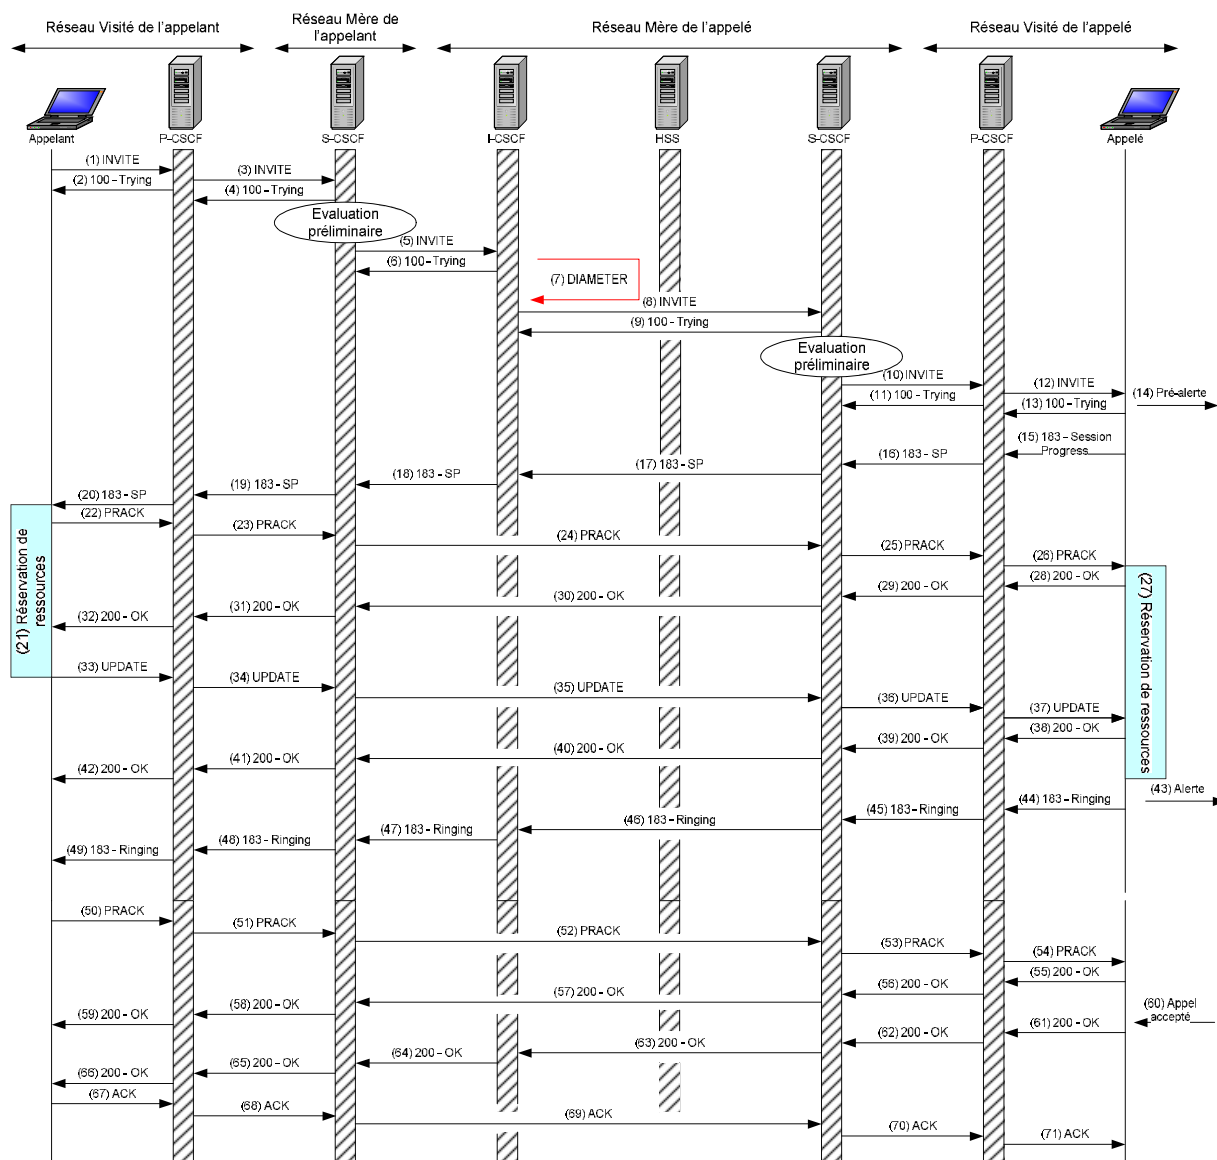 Réseau Visité de l'appelant
Réseau Mère de
l'appelant
Réseau Mère de l'appelé
Réseau Visité de l'appelé
Appelant
P-CSCF
S-CSCF
I-CSCF
HSS
S-CSCF
P-CSCF
Appelé
(1) INVITE
(2) 100 - Trying
(3) INVITE
(4) 100 - Trying
Evaluation
préliminaire
(5) INVITE
(6) 100 - Trying
(7) DIAMETER
(8) INVITE
(9) 100 - Trying
Evaluation
préliminaire
(10) INVITE
(11) 100 - Trying
(12) INVITE
(13) 100 - Trying
(14) Pré-alerte
(15) 183 - Session
Progress
(16) 183 - SP
(17) 183 - SP
(18) 183 - SP
(19) 183 - SP
(20) 183 - SP
(21) Réservation de
ressources
(22) PRACK
(23) PRACK
(24) PRACK
(25) PRACK
(26) PRACK
(27) Réservation de ressources
(28) 200 - OK
(29) 200 - OK
(30) 200 - OK
(31) 200 - OK
(32) 200 - OK
(33) UPDATE
(34) UPDATE
(35) UPDATE
(36) UPDATE
(37) UPDATE
(38) 200 - OK
(39) 200 - OK
(40) 200 - OK
(41) 200 - OK
(42) 200 - OK
(43) Alerte
(44) 183 - Ringing
(45) 183 - Ringing
(46) 183 - Ringing
(47) 183 - Ringing
(48) 183 - Ringing
(49) 183 - Ringing
(50) PRACK
(51) PRACK
(52) PRACK
(53) PRACK
(54) PRACK
(55) 200 - OK
(56) 200 - OK
(57) 200 - OK
(58) 200 - OK
(59) 200 - OK
(60) Appel
accepté
(61) 200 - OK
(62) 200 - OK
(63) 200 - OK
(64) 200 - OK
(65) 200 - OK
(66) 200 - OK
(67) ACK
(68) ACK
(69) ACK
(70) ACK
(71) ACK